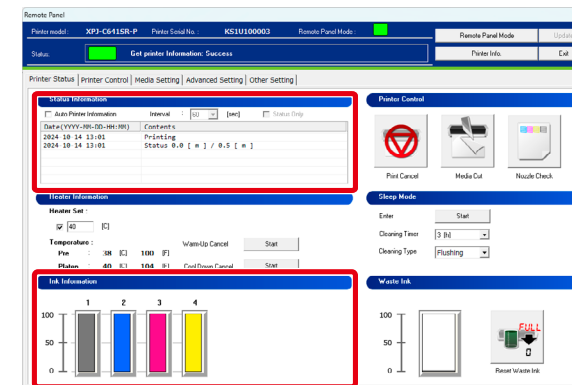 Remote Panel
Printer model : XPJ-C641SR-P Printer Serial No. : K51U100003 Remote Panel Mode :
Remote Panel Mode Update
Status: Get printer Information: Success
Printer Info. Exit
Printer Status Printer Control Media Setting Advanced Setting Other Setting
Status Information
Auto Printer Information Interval : 60 [sec] Status Only
Date(YYYY-MM-DD-HH:MM) Contents
2024-10-14 13:01 Printing
2024-10-14 13:01 Status 0.0 [ m ] / 0.5 [ m ]
Printer Control
Print Cancel Media Cut Nozzle Check
Heater Information
Heater Set :
40 [C]
Temperature : Warm-Up Cancel Start
Pre : 38 [C] 100 [F]
Platen : 40 [C] 104 [F] Cool Down Cancel Start
Sleep Mode
Enter Start
Cleaning Timer 3 [h]
Cleaning Type Flushing
Ink Information
1 2 3 4
100
50
0
Waste Ink
100
50
0
FULL
0
Reset Waste Ink